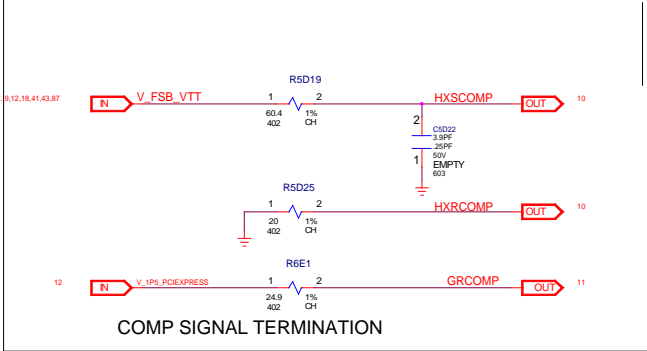 R5D19
9,12,18,41,43,87 IN V_FSB_VTT 1 2 HXSCOMP OUT 10
60.4 1%
402 CH
2 C5D22
3.9PF
.25PF
1 50V
EMPTY
603
R5D25
1 2 HXRCOMP OUT 10
20 1%
402 CH
R6E1
12 IN V_1P5_PCIEXPRESS 1 2 GRCOMP OUT 11
24.9 1%
402 CH
COMP SIGNAL TERMINATION